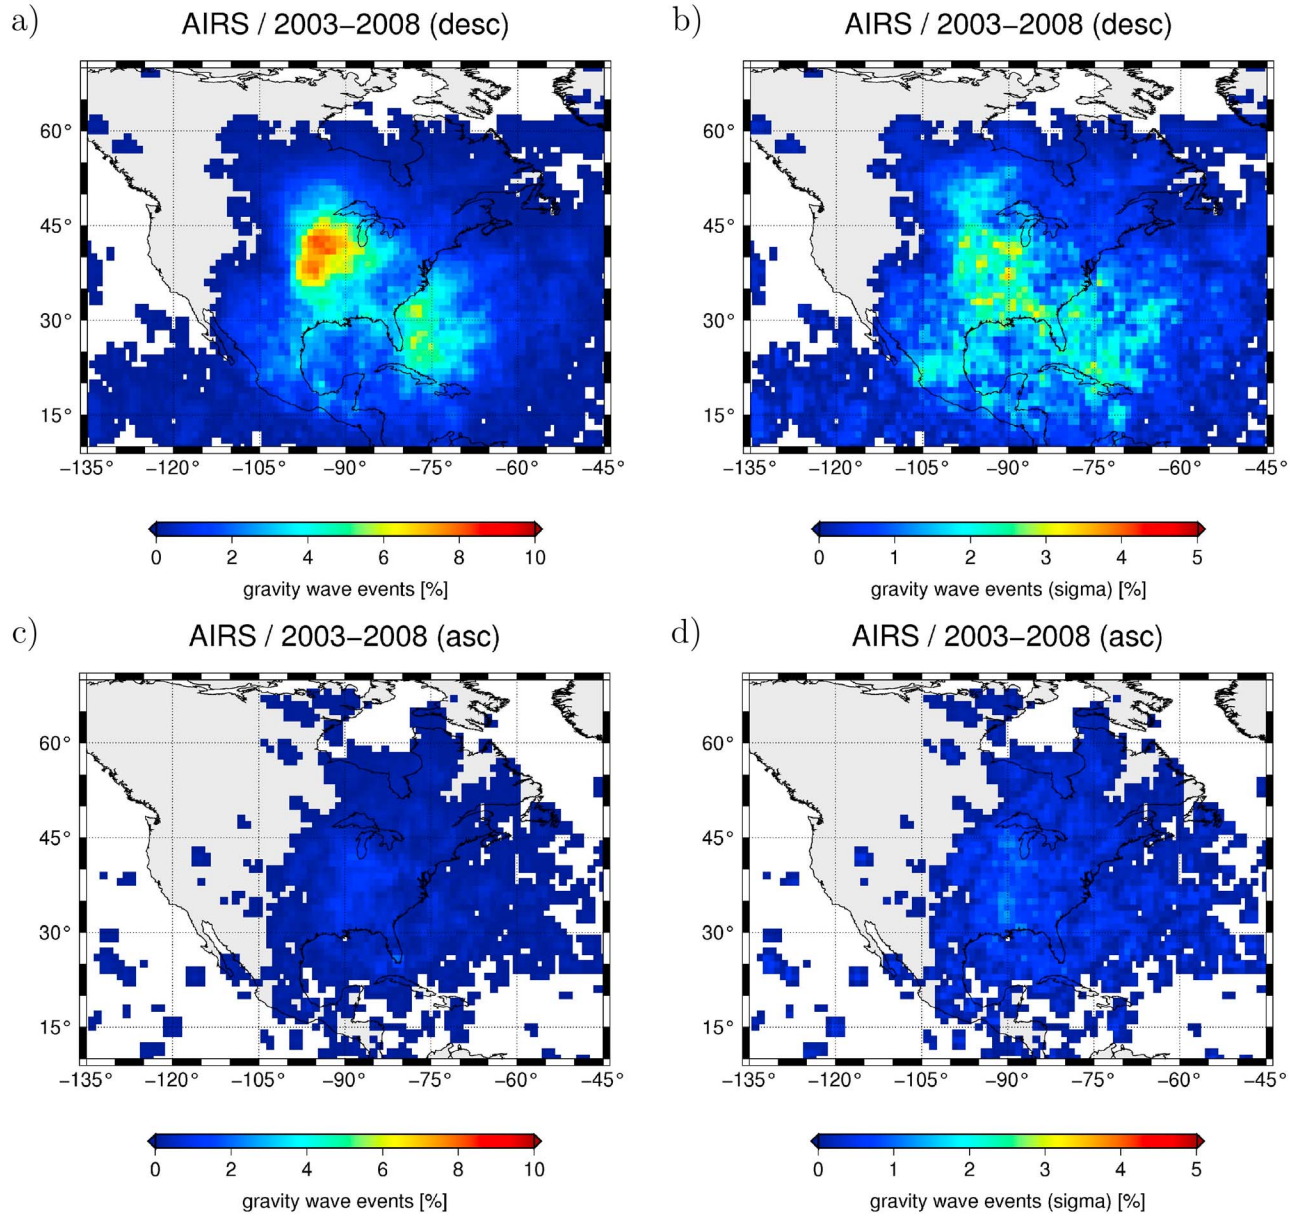 a) AIRS / 2003−2008 (desc)
60°
45°
30°
15°
−135° −120° −105° −90° −75° −60° −45°
0 2 4 6 8 10
gravity wave events [%]
b) AIRS / 2003−2008 (desc)
60°
45°
30°
15°
−135° −120° −105° −90° −75° −60° −45°
0 1 2 3 4 5
gravity wave events (sigma) [%]
c) AIRS / 2003−2008 (asc)
60°
45°
30°
15°
−135° −120° −105° −90° −75° −60° −45°
0 2 4 6 8 10
gravity wave events [%]
d) AIRS / 2003−2008 (asc)
60°
45°
30°
15°
−135° −120° −105° −90° −75° −60° −45°
0 1 2 3 4 5
gravity wave events (sigma) [%]